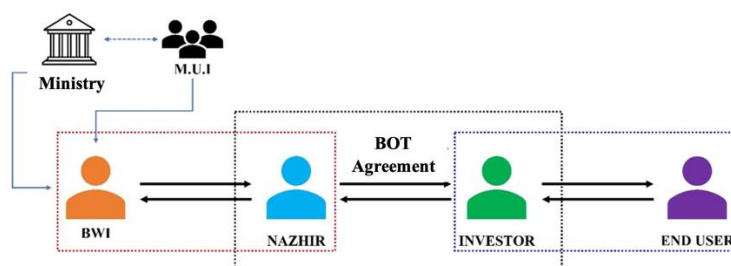 M.U.I
Ministry
BOT
Agreement
BWI
NAZHIR
INVESTOR
END USER